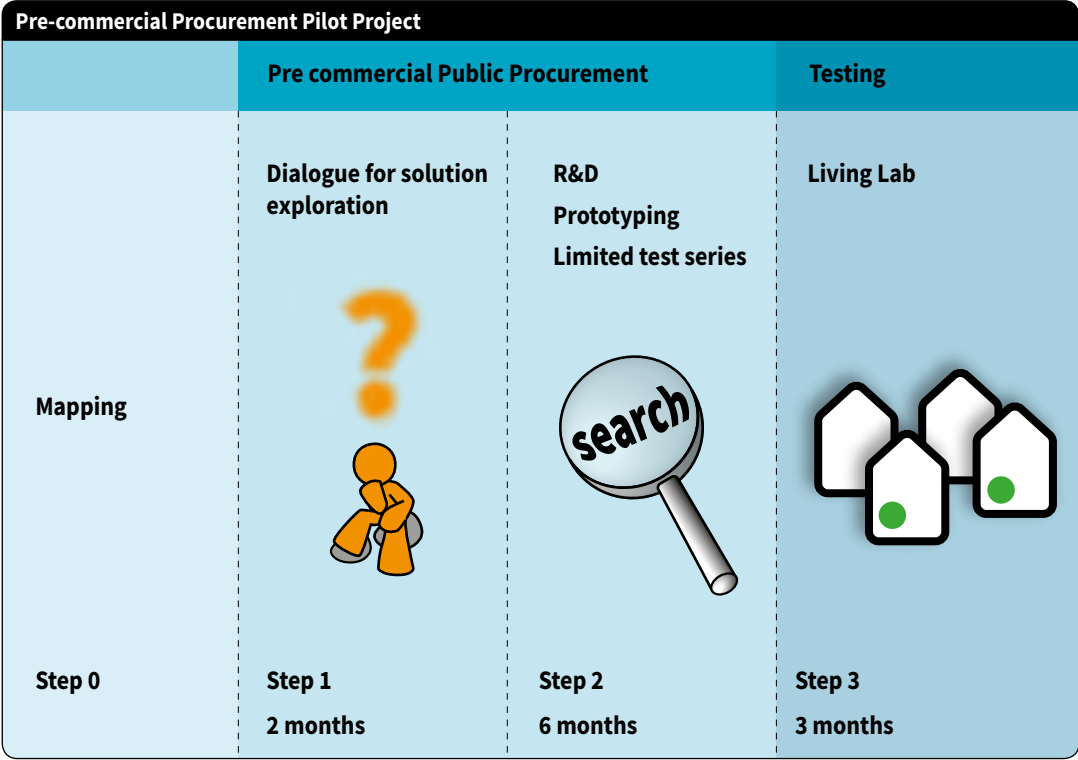 Pre-commercial Procurement Pilot Project
Pre commercial Public Procurement
Testing
Mapping
Step 0
Dialogue for solution
exploration
Step 1
2 months
R&D
Prototyping
Limited test series
search
Step 2
6 months
Living Lab
Step 3
3 months